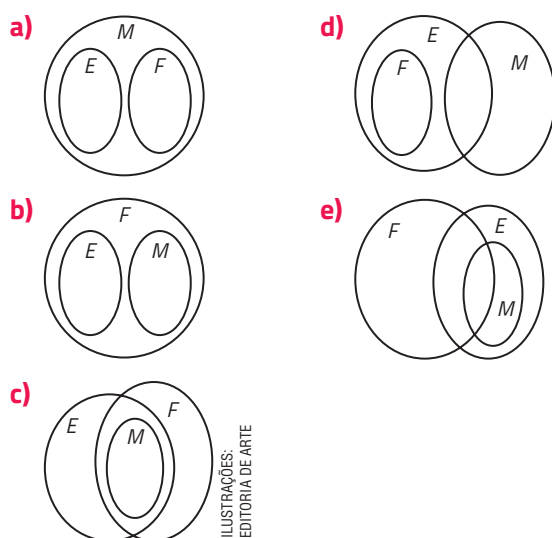 a)
M
E F
b)
F
E M
c)
E
F
M
ILUSTRAÇÕES:
EDITORIA DE ARTE
d)
E
F
M
e)
F
E
M